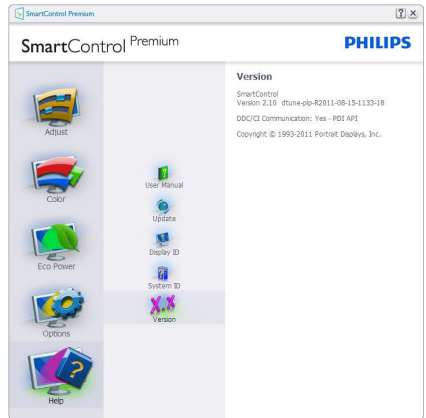 SmartControl Premium
? ×
SmartControl Premium
PHILIPS
Adjust
Color
Eco Power
Options
?
Help
?
User Manual
Update
Display ID
System ID
X.X
Version
Version
SmartControl
Version 2.10 dtune-plp-R2011-08-15-1133-18
DDC/CI Communication: Yes - PDI API
Copyright © 1993-2011 Portrait Displays, Inc.